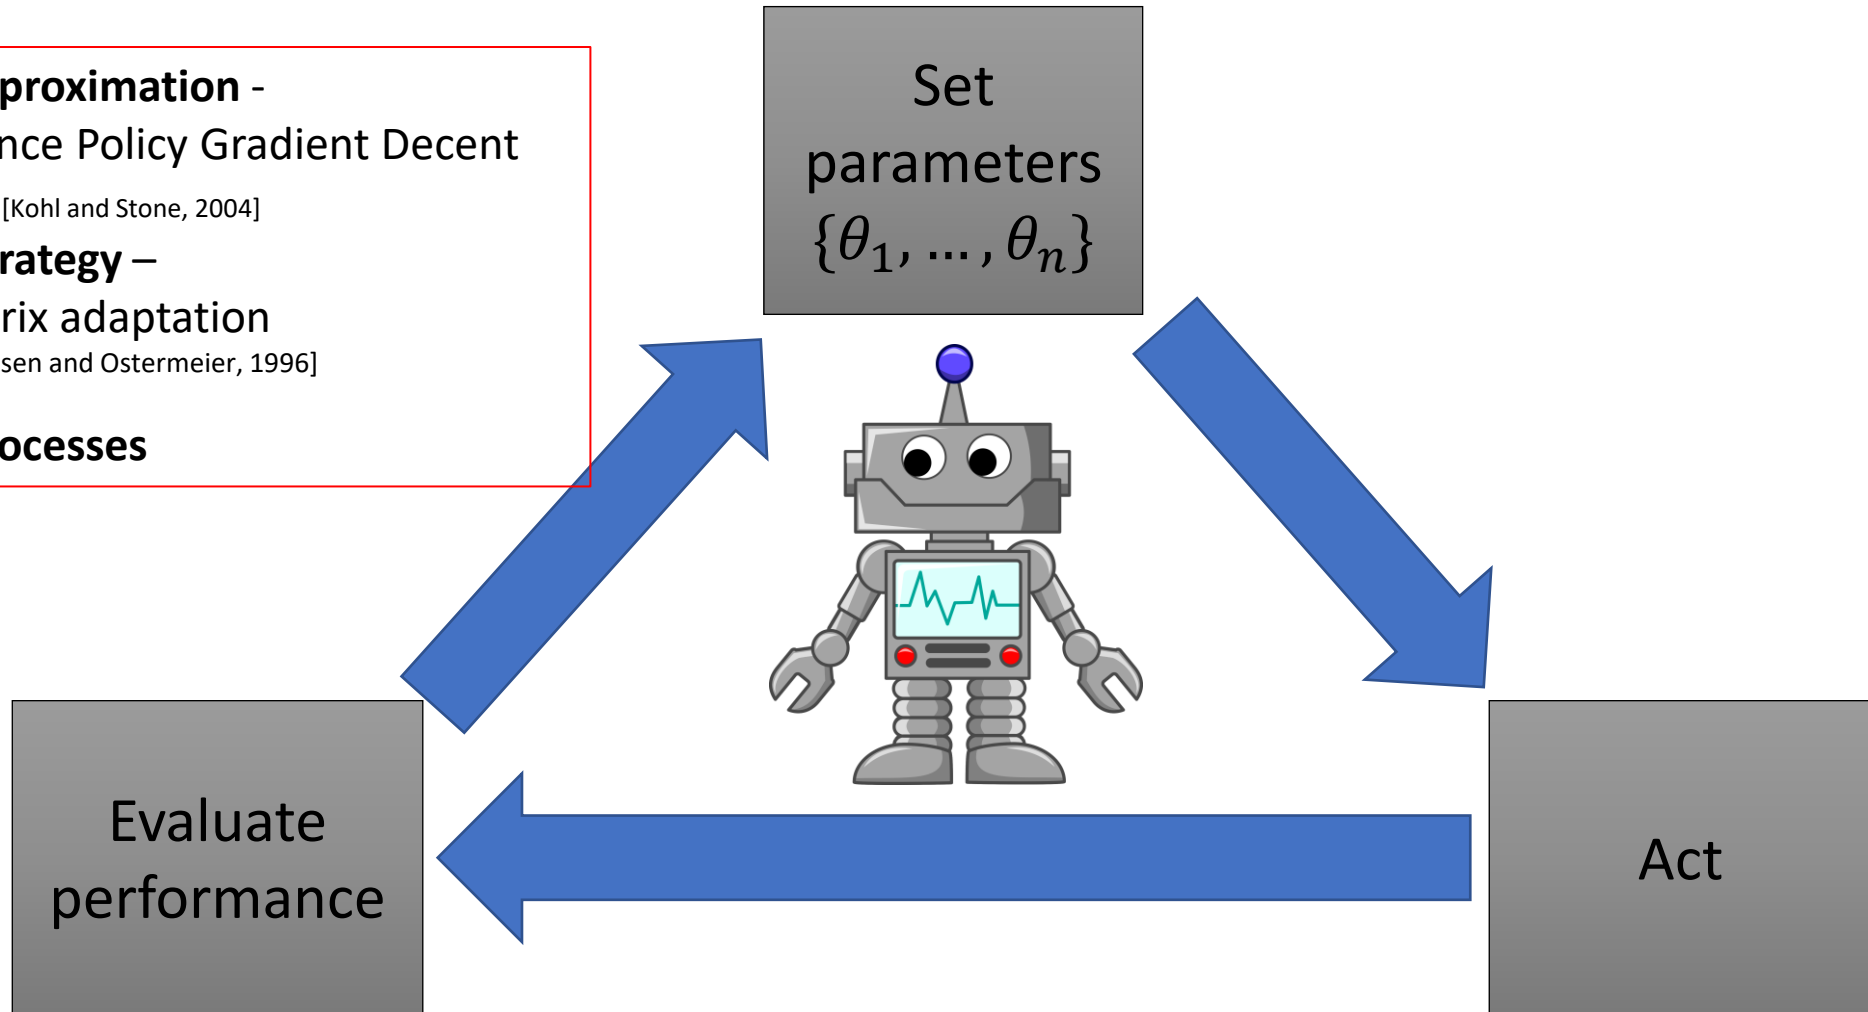 proximation -
nce Policy Gradient Decent
[Kohl and Stone, 2004]
rategy –
rix adaptation
sen and Ostermeier, 1996]
ocesses
Set
parameters
{θ₁, … , θₙ}
Evaluate
performance
Act